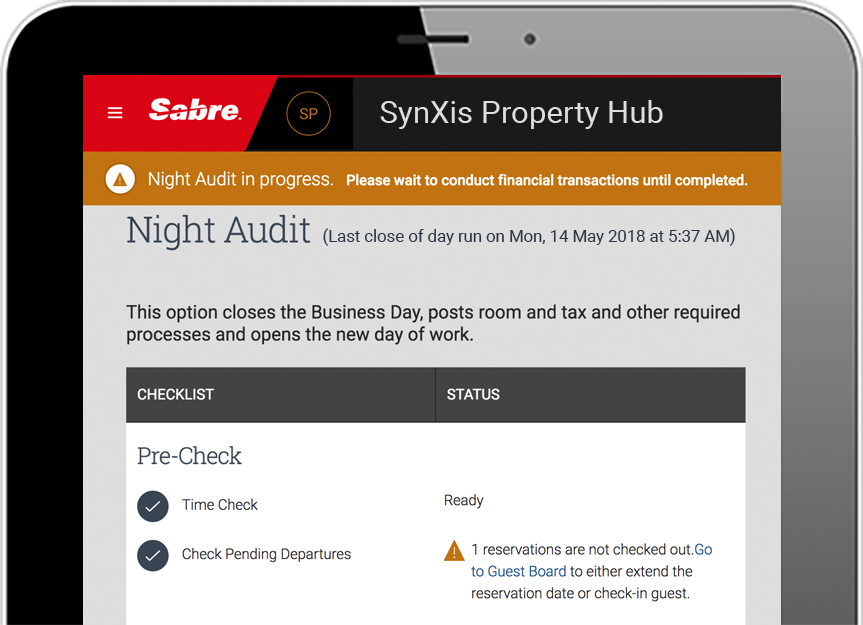 Sabre.
SP
SynXis Property Hub
Night Audit in progress. Please wait to conduct financial transactions until completed.
Night Audit (Last close of day run on Mon, 14 May 2018 at 5:37 AM)
This option closes the Business Day, posts room and tax and other required
processes and opens the new day of work.
CHECKLIST STATUS
Pre-Check
Time Check Ready
Check Pending Departures 1 reservations are not checked out.Go
to Guest Board to either extend the
reservation date or check-in guest.